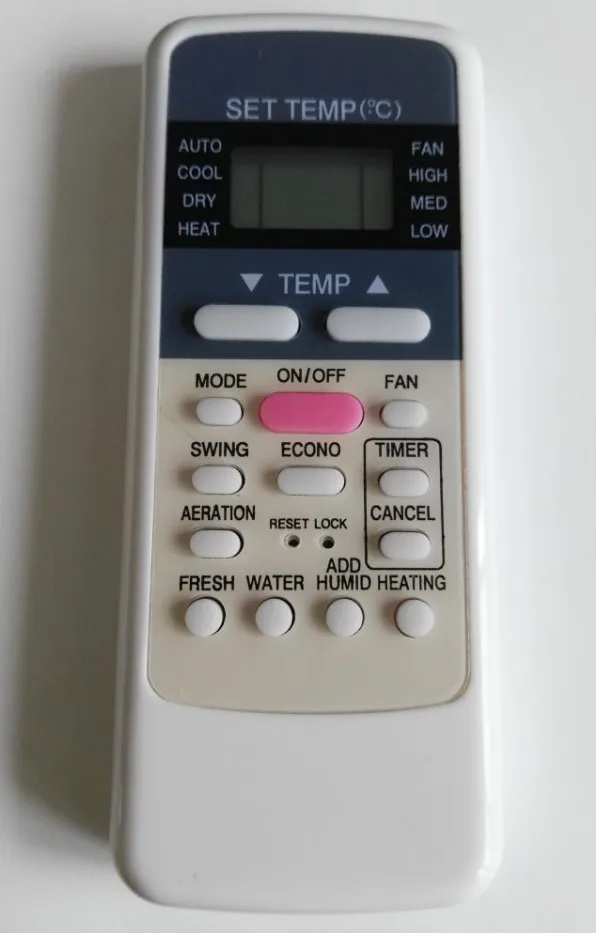 SET TEMP(°C)
AUTO
COOL
DRY
HEAT
FAN
HIGH
MED
LOW
▼ TEMP ▲
MODE ON/OFF FAN
SWING ECONO TIMER
AERATION RESET LOCK CANCEL
FRESH WATER ADD HUMID HEATING